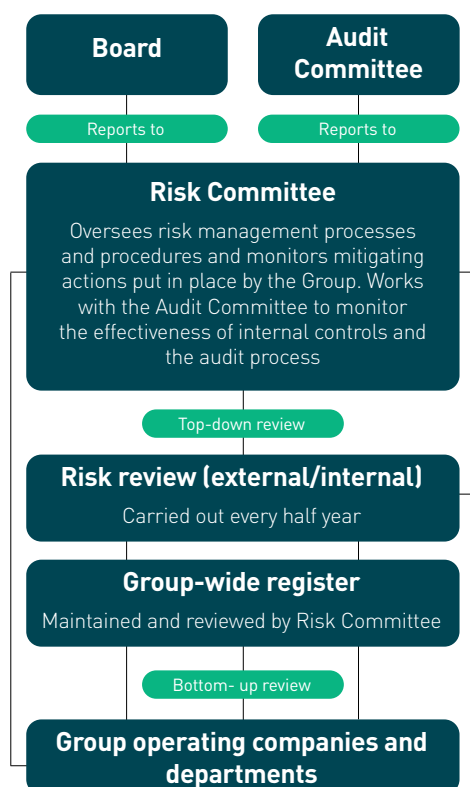 Board
Audit
Committee
Reports to
Reports to
Risk Committee
Oversees risk management processes
and procedures and monitors mitigating
actions put in place by the Group. Works
with the Audit Committee to monitor
the effectiveness of internal controls and
the audit process
Top-down review
Risk review (external/internal)
Carried out every half year
Group-wide register
Maintained and reviewed by Risk Committee
Bottom- up review
Group operating companies and
departments